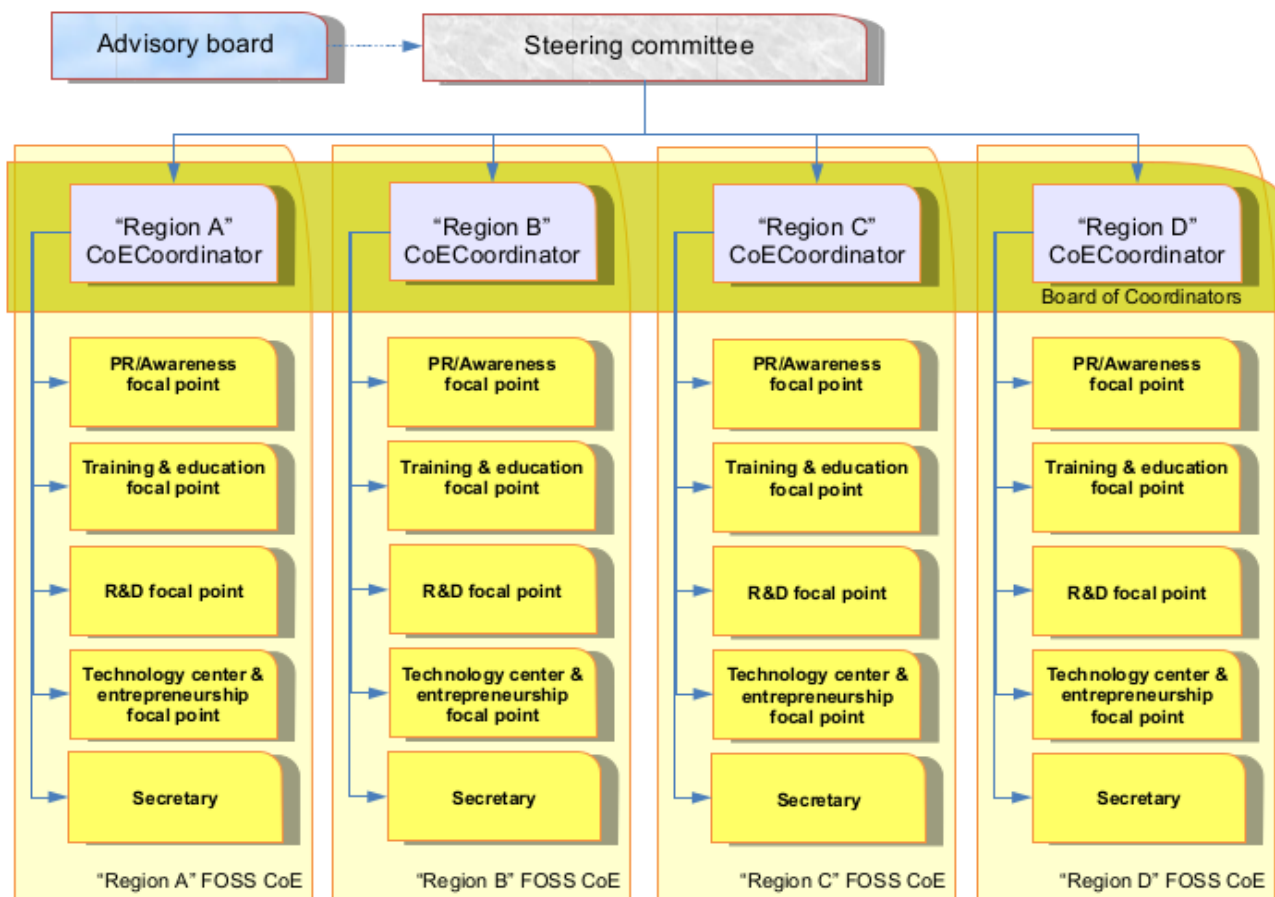 Advisory board
Steering committee
“Region A”
CoECoordinator
“Region B”
CoECoordinator
“Region C”
CoECoordinator
“Region D”
CoECoordinator
Board of Coordinators
PR/Awareness
focal point
PR/Awareness
focal point
PR/Awareness
focal point
PR/Awareness
focal point
Training & education
focal point
Training & education
focal point
Training & education
focal point
Training & education
focal point
R&D focal point
R&D focal point
R&D focal point
R&D focal point
Technology center &
entrepreneurship
focal point
Technology center &
entrepreneurship
focal point
Technology center &
entrepreneurship
focal point
Technology center &
entrepreneurship
focal point
Secretary
Secretary
Secretary
Secretary
“Region A” FOSS CoE
“Region B” FOSS CoE
“Region C” FOSS CoE
“Region D” FOSS CoE